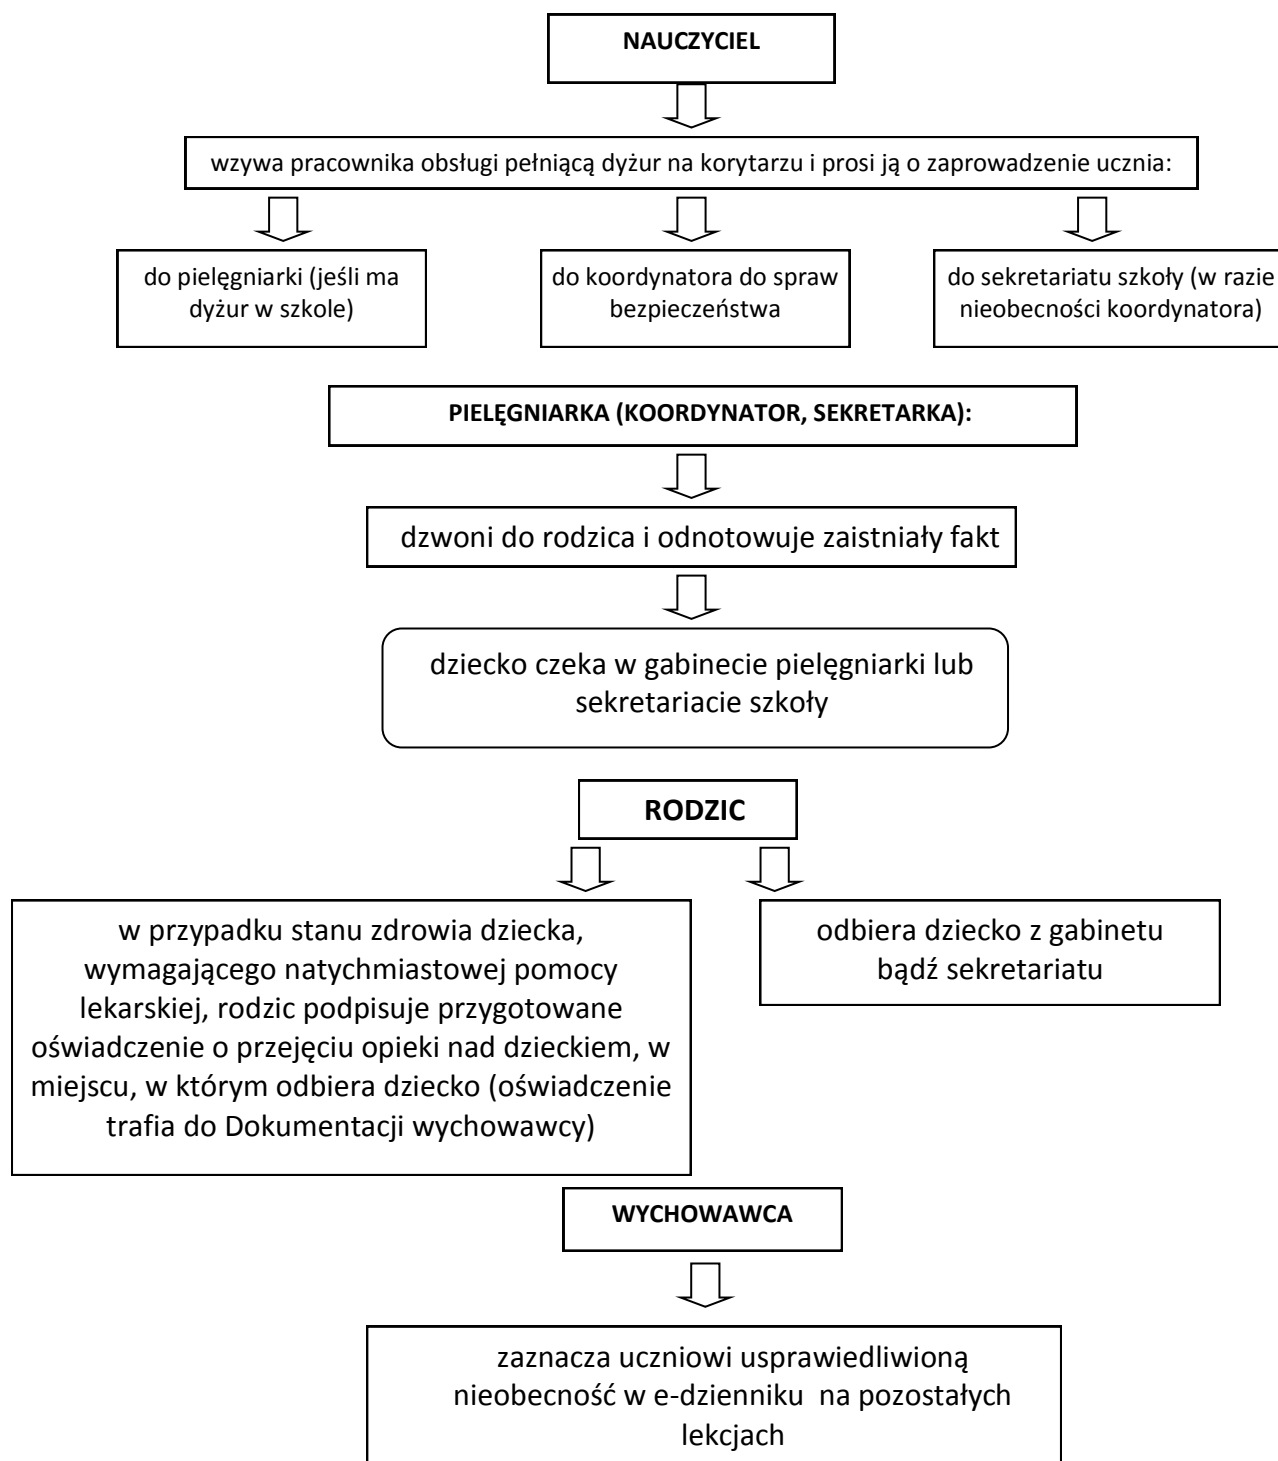 NAUCZYCIEL
wzywa pracownika obsługi pełniącą dyżur na korytarzu i prosi ją o zaprowadzenie ucznia:
do pielęgniarki (jeśli ma
dyżur w szkole)
do koordynatora do spraw
bezpieczeństwa
do sekretariatu szkoły (w razie
nieobecności koordynatora)
PIELĘGNIARKA (KOORDYNATOR, SEKRETARKA):
dzwoni do rodzica i odnotowuje zaistniały fakt
dziecko czeka w gabinecie pielęgniarki lub
sekretariacie szkoły
RODZIC
w przypadku stanu zdrowia dziecka,
wymagającego natychmiastowej pomocy
lekarskiej, rodzic podpisuje przygotowane
oświadczenie o przejęciu opieki nad dzieckiem, w
miejscu, w którym odbiera dziecko (oświadczenie
trafia do Dokumentacji wychowawcy)
odbiera dziecko z gabinetu
bądź sekretariatu
WYCHOWAWCA
zaznacza uczniowi usprawiedliwioną
nieobecność w e-dzienniku na pozostałych
lekcjach